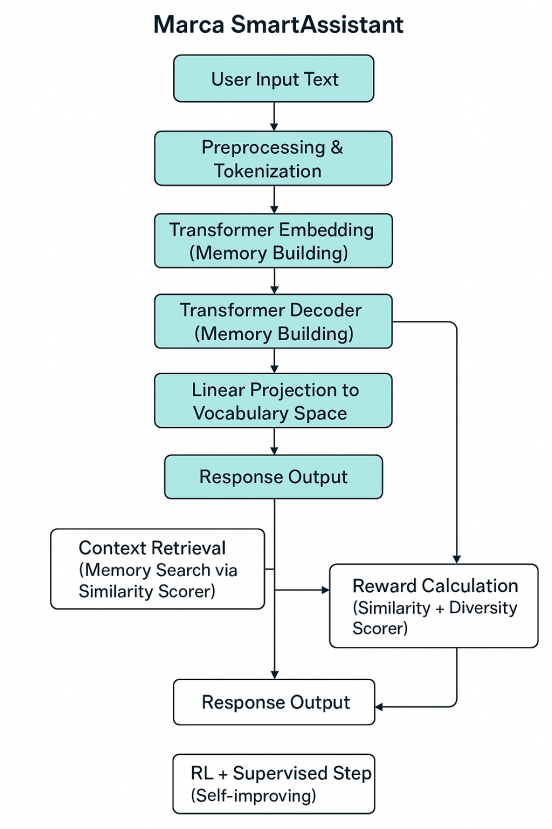 Marca SmartAssistant
User Input Text
Preprocessing &
Tokenization
Transformer Embedding
(Memory Building)
Transformer Decoder
(Memory Building)
Linear Projection to
Vocabulary Space
Response Output
Context Retrieval
(Memory Search via
Similarity Scorer)
Reward Calculation
(Similarity + Diversity
Scorer)
Response Output
RL + Supervised Step
(Self-improving)